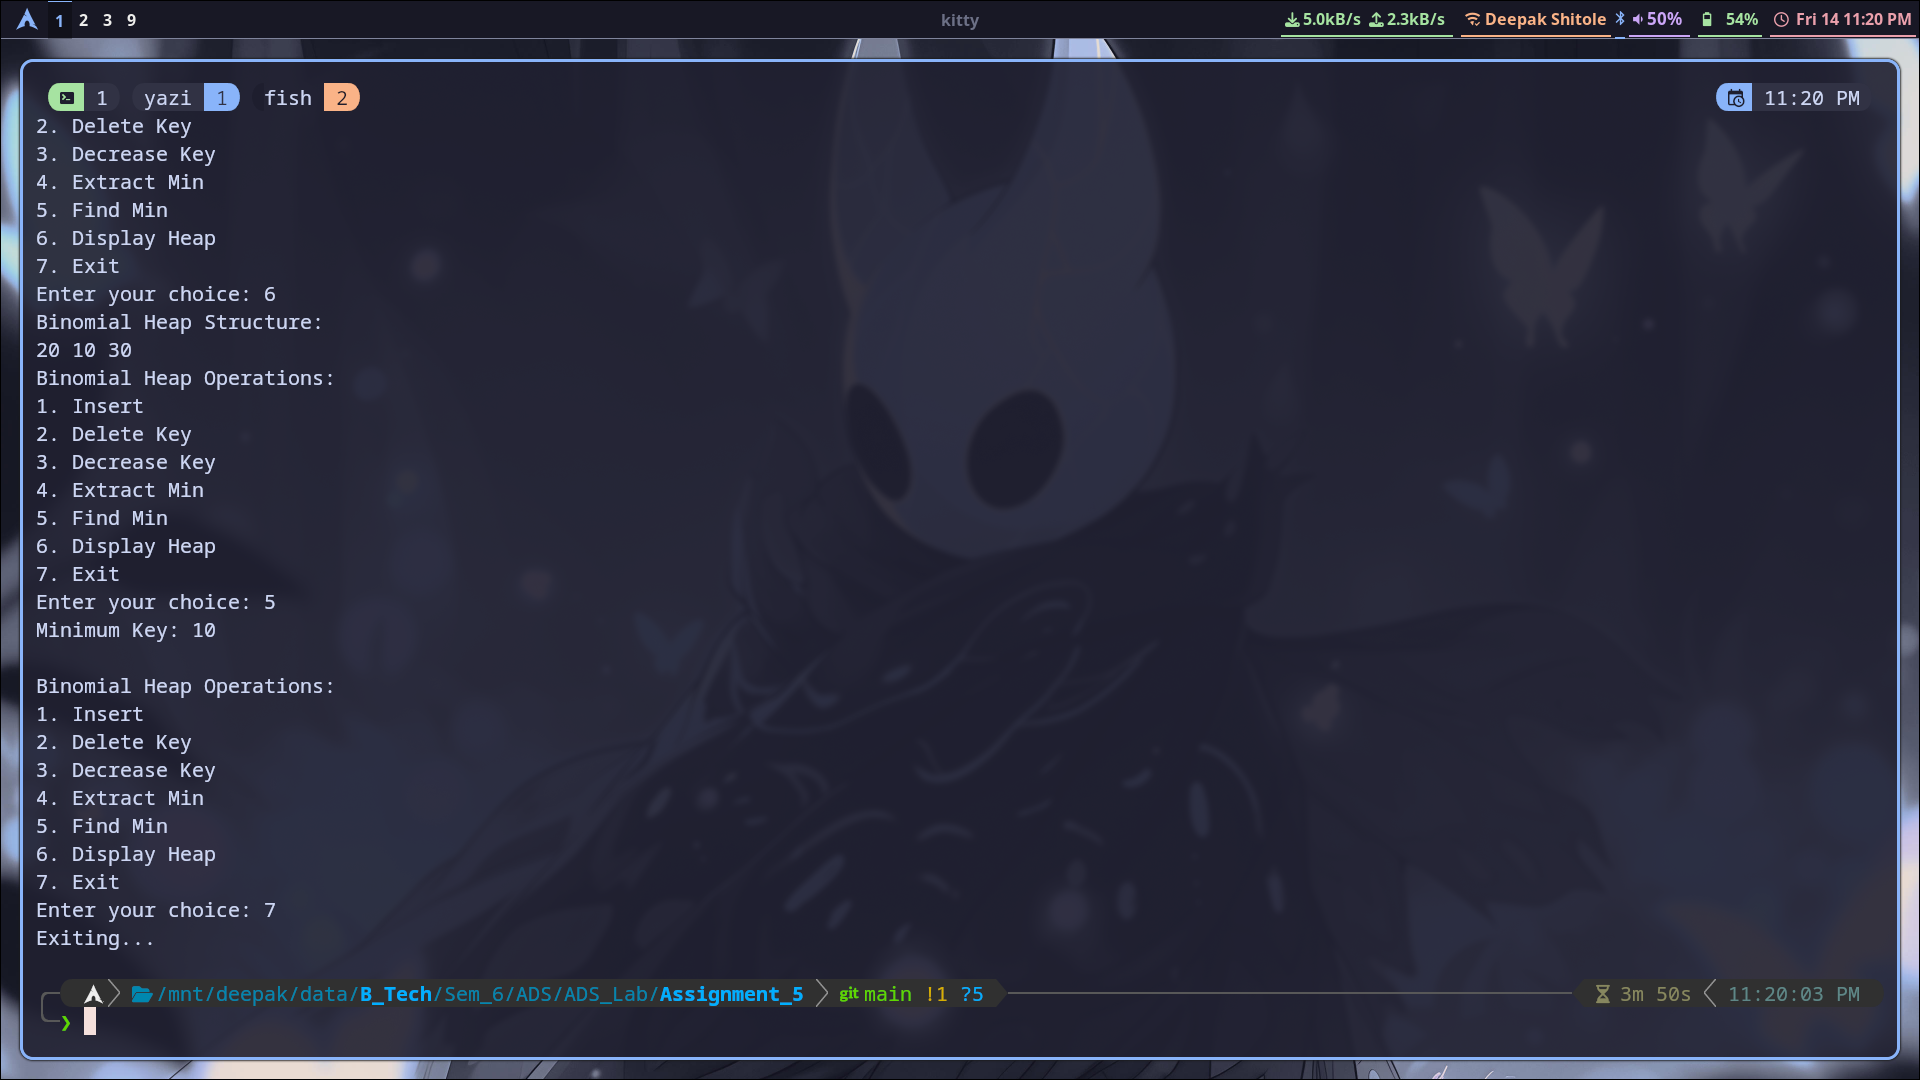 1 2 3 9 kitty 5.0kB/s 2.3kB/s Deepak Shitole 50% 54% Fri 14 11:20 PM
1 yazi 1 fish 2 11:20 PM
2. Delete Key
3. Decrease Key
4. Extract Min
5. Find Min
6. Display Heap
7. Exit
Enter your choice: 6
Binomial Heap Structure:
20 10 30
Binomial Heap Operations:
1. Insert
2. Delete Key
3. Decrease Key
4. Extract Min
5. Find Min
6. Display Heap
7. Exit
Enter your choice: 5
Minimum Key: 10
Binomial Heap Operations:
1. Insert
2. Delete Key
3. Decrease Key
4. Extract Min
5. Find Min
6. Display Heap
7. Exit
Enter your choice: 7
Exiting...
/mnt/deepak/data/B_Tech/Sem_6/ADS/ADS_Lab/Assignment_5 git main !1 ?5 3m 50s 11:20:03 PM
❯